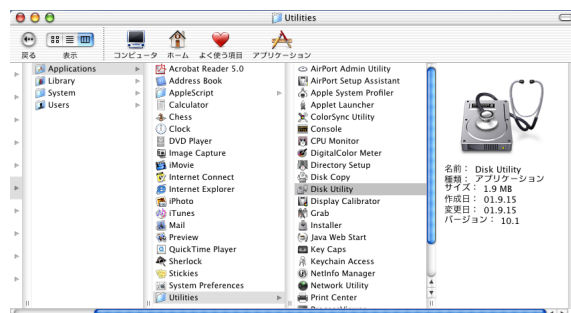 Utilities
戻る 表示 コンピュータ ホーム よく使う項目 アプリケーション
Applications
Library
System
Users
Acrobat Reader 5.0
Address Book
AppleScript
Calculator
Chess
Clock
DVD Player
Image Capture
iMovie
Internet Connect
Internet Explorer
iPhoto
iTunes
Mail
Preview
QuickTime Player
Sherlock
Stickies
System Preferences
Utilities
AirPort Admin Utility
AirPort Setup Assistant
Apple System Profiler
Applet Launcher
ColorSync Utility
Console
CPU Monitor
DigitalColor Meter
Directory Setup
Disk Copy
Disk Utility
Display Calibrator
Grab
Installer
Java Web Start
Key Caps
Keychain Access
NetInfo Manager
Network Utility
Print Center
名前： Disk Utility
種類： アプリケーション
サイズ： 1.9 MB
作成日： 01.9.15
変更日： 01.9.15
バージョン： 10.1